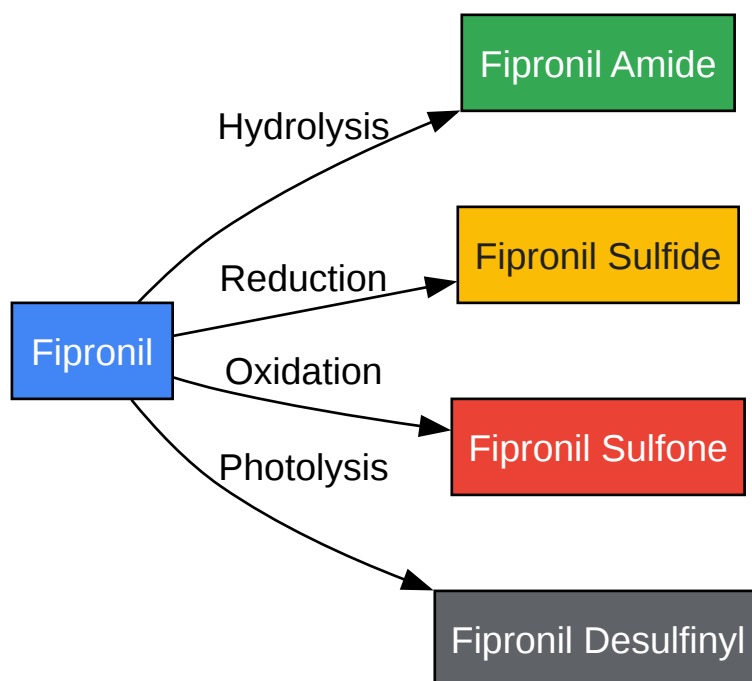 Fipronil Amide
Hydrolysis
Fipronil Sulfide
Reduction
Fipronil
Oxidation
Fipronil Sulfone
Photolysis
Fipronil Desulfinyl